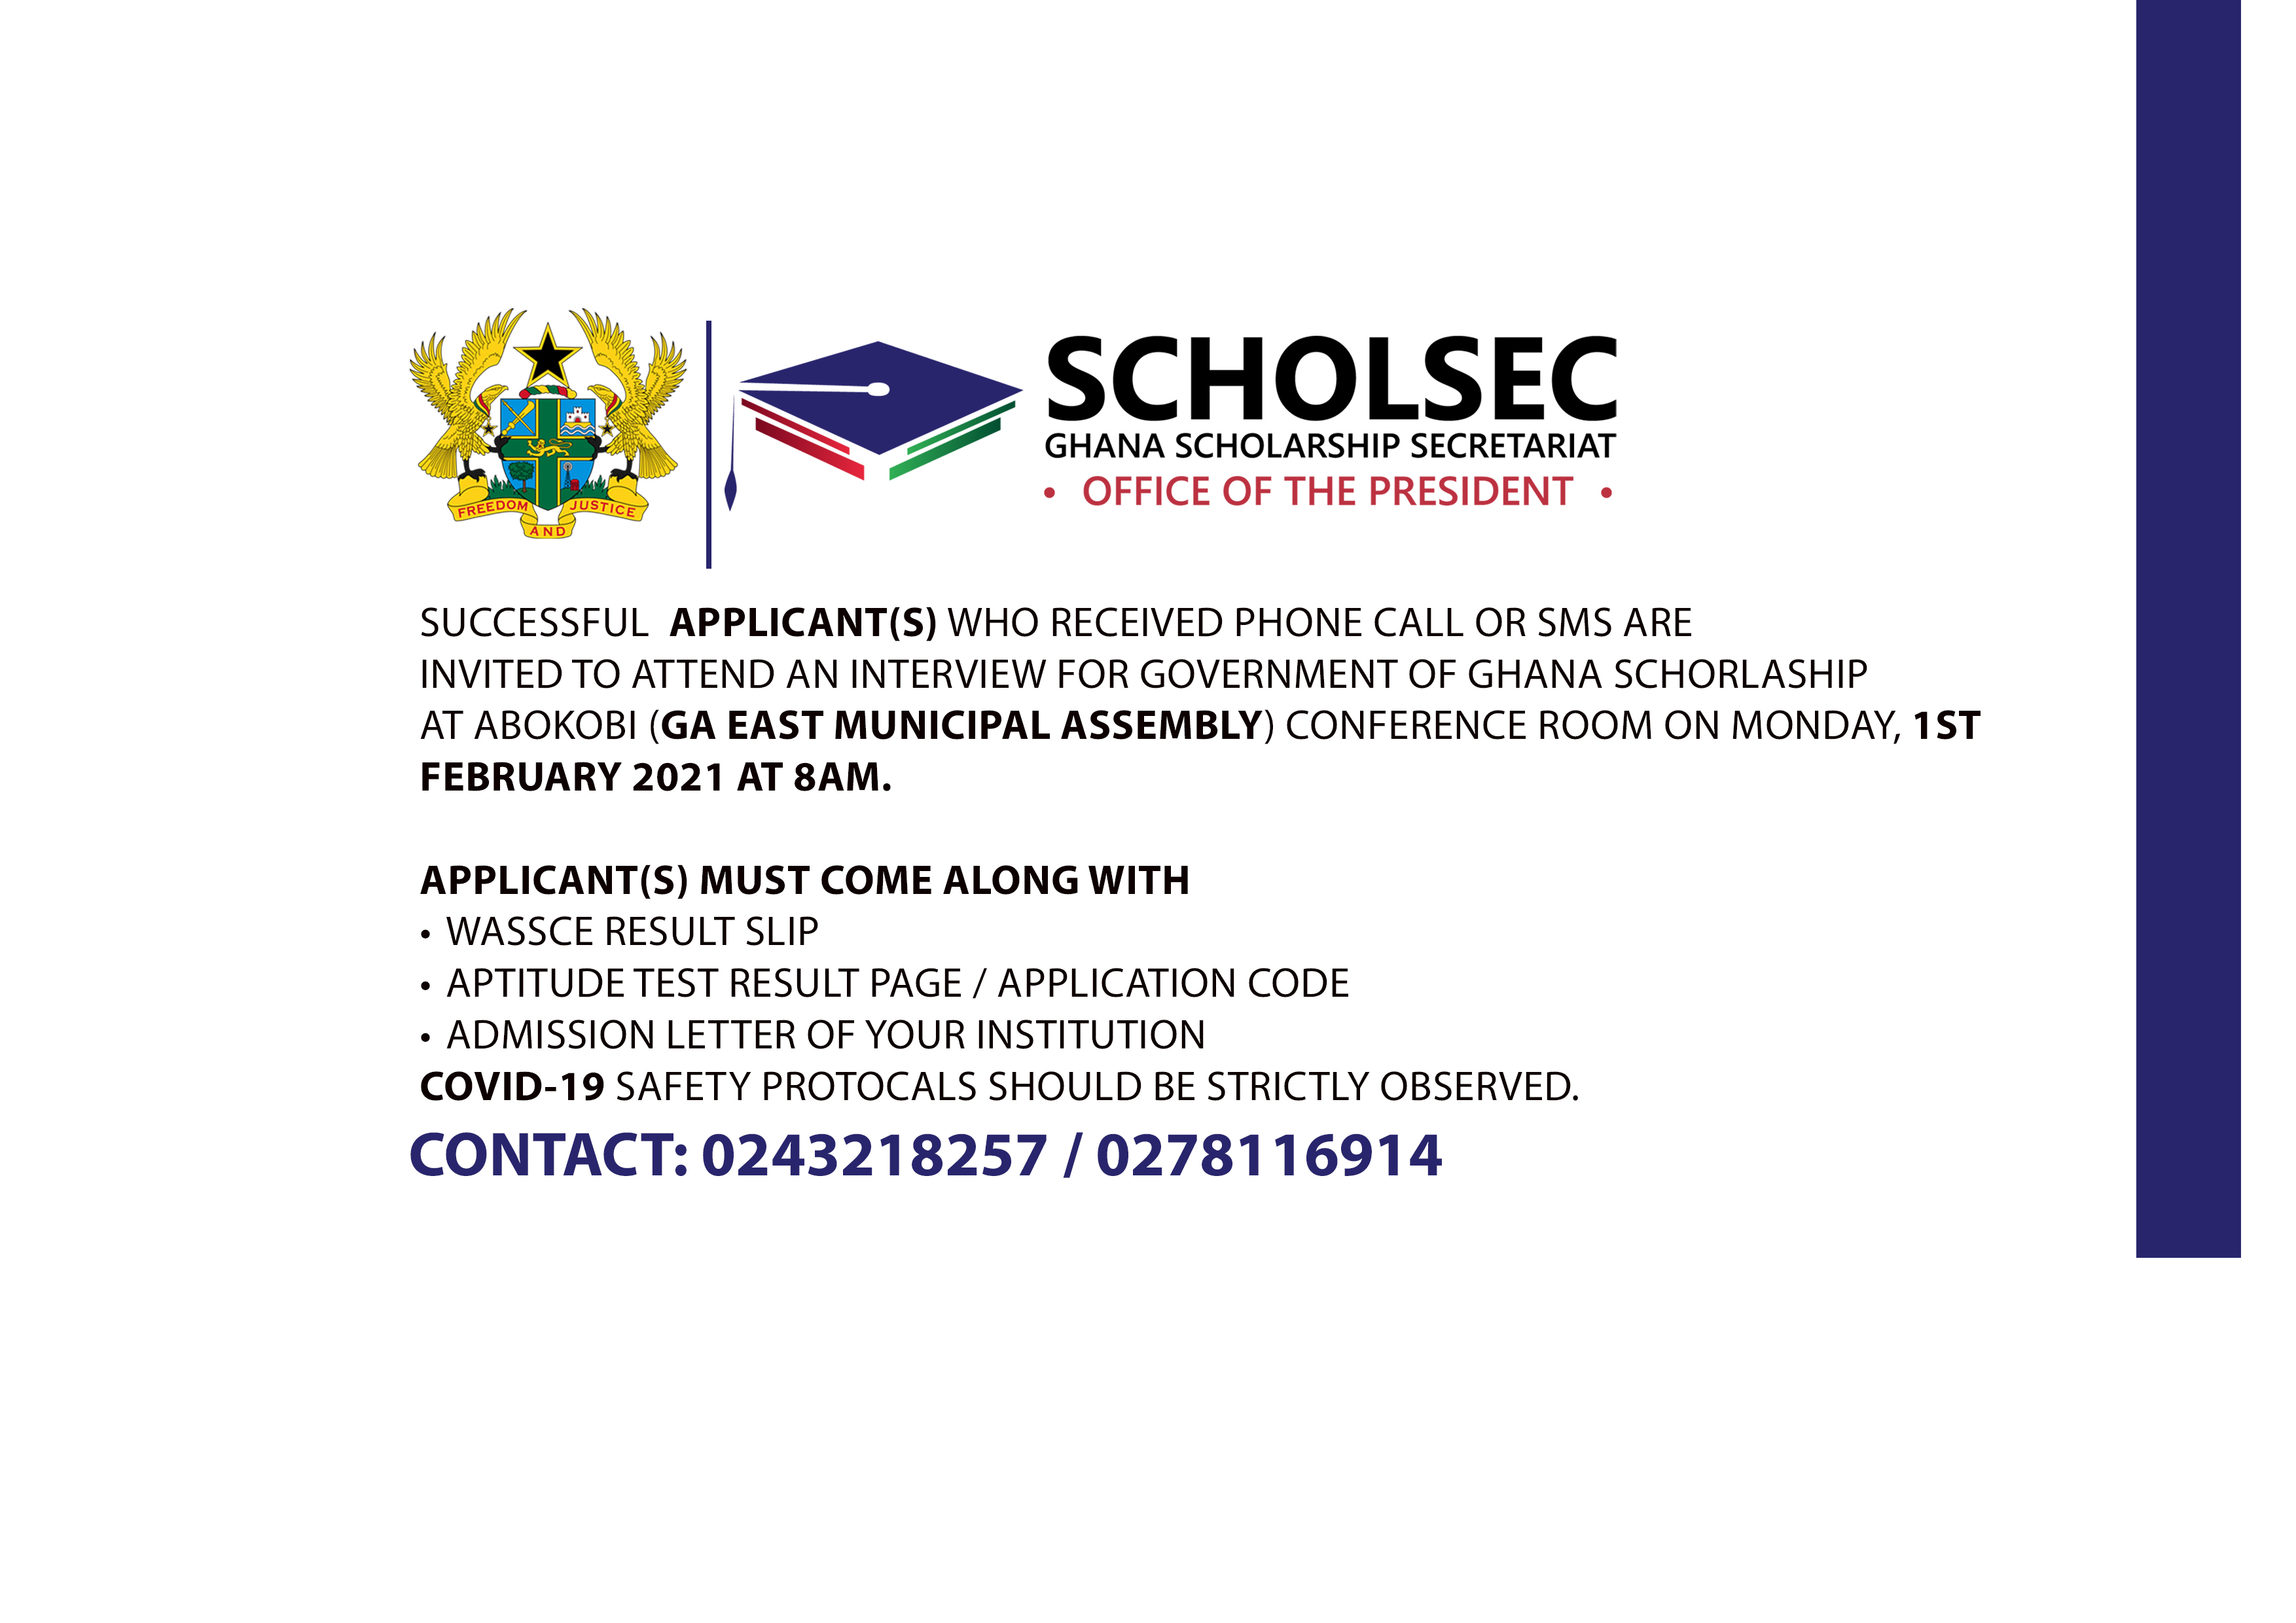 FREEDOM AND JUSTICE
SCHOLSEC
GHANA SCHOLARSHIP SECRETARIAT
• OFFICE OF THE PRESIDENT •
SUCCESSFUL APPLICANT(S) WHO RECEIVED PHONE CALL OR SMS ARE
INVITED TO ATTEND AN INTERVIEW FOR GOVERNMENT OF GHANA SCHORLASHIP
AT ABOKOBI (GA EAST MUNICIPAL ASSEMBLY) CONFERENCE ROOM ON MONDAY, 1ST
FEBRUARY 2021 AT 8AM.
APPLICANT(S) MUST COME ALONG WITH
• WASSCE RESULT SLIP
• APTITUDE TEST RESULT PAGE / APPLICATION CODE
• ADMISSION LETTER OF YOUR INSTITUTION
COVID-19 SAFETY PROTOCALS SHOULD BE STRICTLY OBSERVED.
CONTACT: 0243218257 / 0278116914